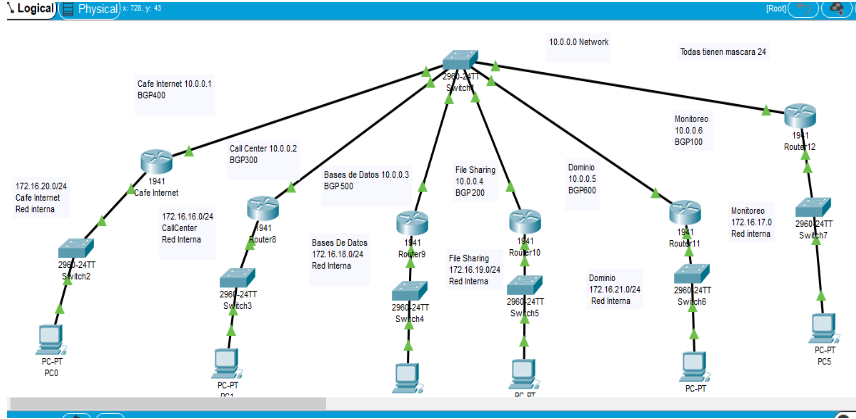 Logical
Physical
x: 728, y: 43
[Root]
10.0.0.0 Network
Todas tienen mascara 24
2960-24TT
Switch1
Cafe Internet 10.0.0.1
BGP400
Monitoreo
10.0.0.6
BGP100
1941
Router12
Call Center 10.0.0.2
BGP300
Bases de Datos 10.0.0.3
BGP500
File Sharing
10.0.0.4
BGP200
Dominio
10.0.0.5
BGP600
1941
Cafe Internet
172.16.20.0/24
Cafe Internet
Red interna
172.16.16.0/24
CallCenter
Red Interna
1941
Router8
Bases De Datos
172.16.18.0/24
Red Interna
1941
Router9
File Sharing
172.16.19.0/24
Red Interna
1941
Router10
Dominio
172.16.21.0/24
Red Interna
1941
Router11
Monitoreo
172.16.17.0
Red interna
2960-24TT
Switch7
2960-24TT
Switch2
2960-24TT
Switch3
2960-24TT
Switch4
2960-24TT
Switch5
2960-24TT
Switch6
PC-PT
PC0
PC-PT
PC1
PC-PT
PC-PT
PC-PT
PC5